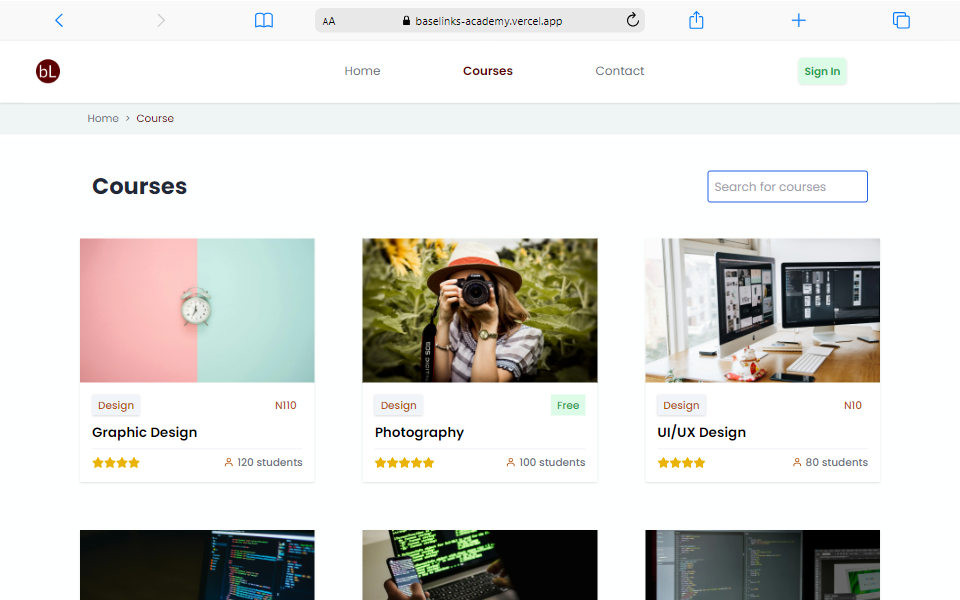 AA baselinks-academy.vercel.app
bL Home Courses Contact Sign In
Home > Course
Courses Search for courses
Design N110 Design Free Design N10
Graphic Design Photography UI/UX Design
120 students 100 students 80 students